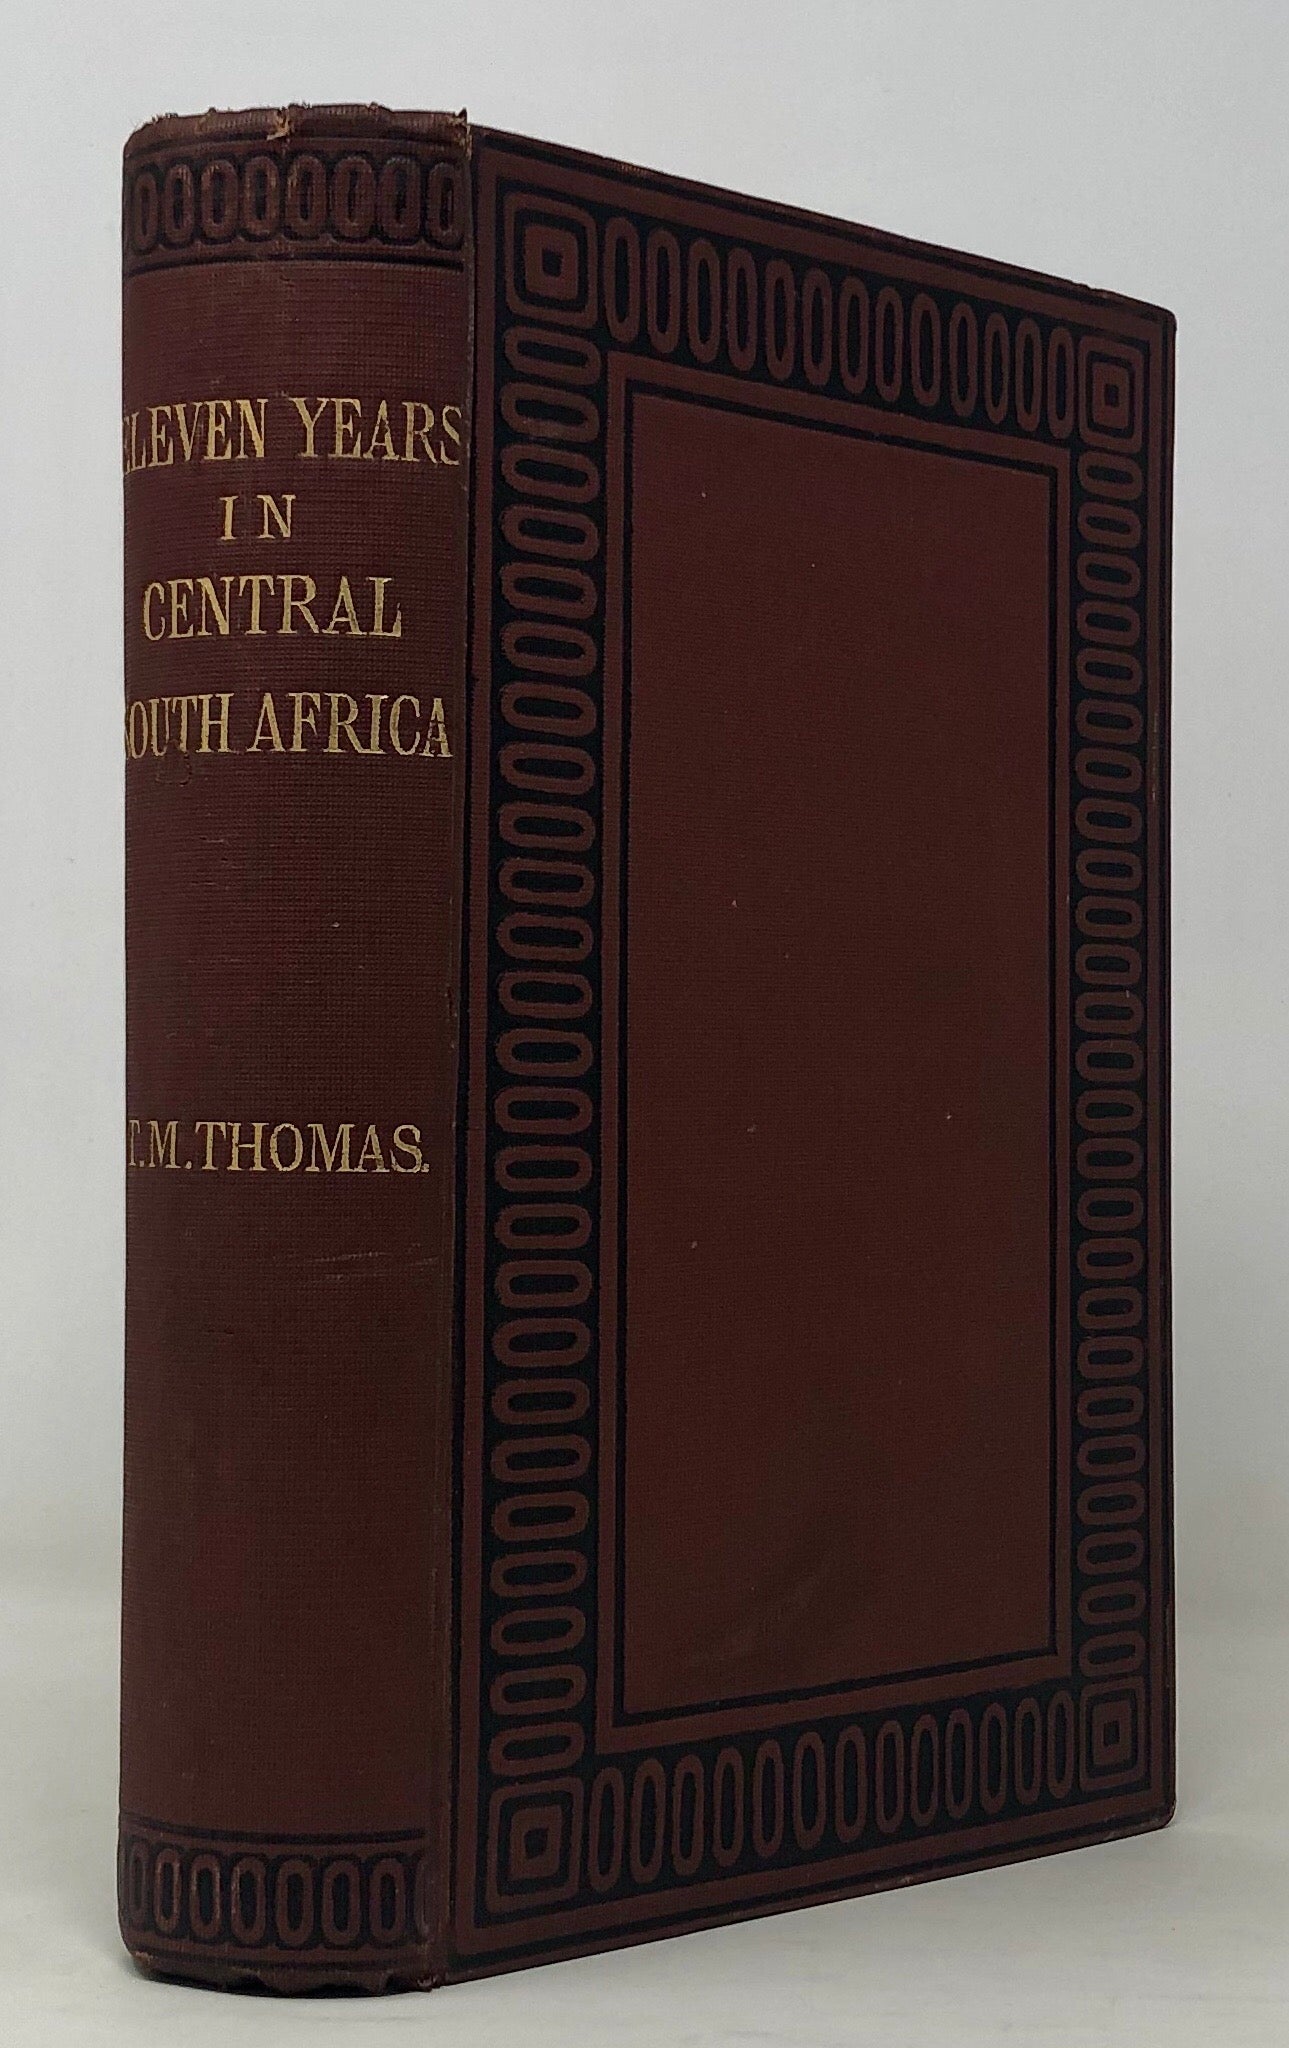 ELEVEN YEARS
IN
CENTRAL
SOUTH AFRICA
T.M. THOMAS.